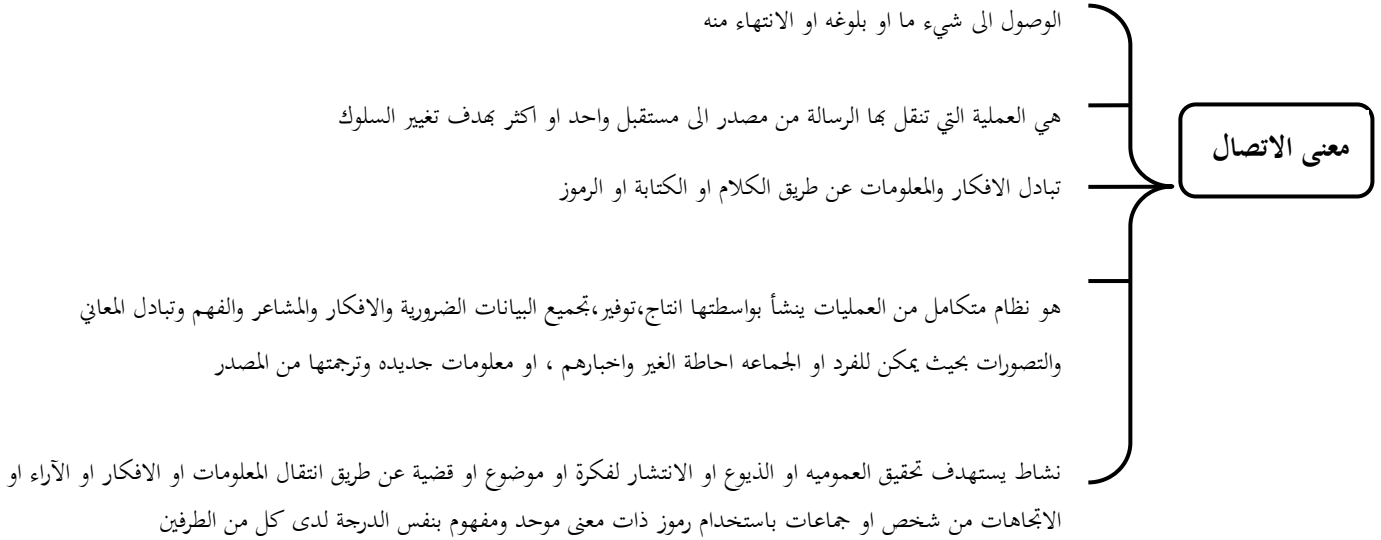 معنى الاتصال
الوصول الى شيء ما او بلوغه او الانتهاء منه
هي العملية التي تنقل بها الرسالة من مصدر الى مستقبل واحد او اكثر بهدف تغيير السلوك
تبادل الافكار والمعلومات عن طريق الكلام او الكتابة او الرموز
هو نظام متكامل من العمليات ينشأ بواسطتها انتاج،توفير،تجميع البيانات الضرورية والافكار والمشاعر والفهم وتبادل المعاني
والتصورات بحيث يمكن للفرد او الجماعه احاطة الغير واخبارهم ، او معلومات جديده وترجمتها من المصدر
نشاط يستهدف تحقيق العموميه او الذيوع او الانتشار لفكرة او موضوع او قضية عن طريق انتقال المعلومات او الافكار او الآراء او
الاتجاهات من شخص او جماعات باستخدام رموز ذات معنى موحد ومفهوم بنفس الدرجة لدى كل من الطرفين